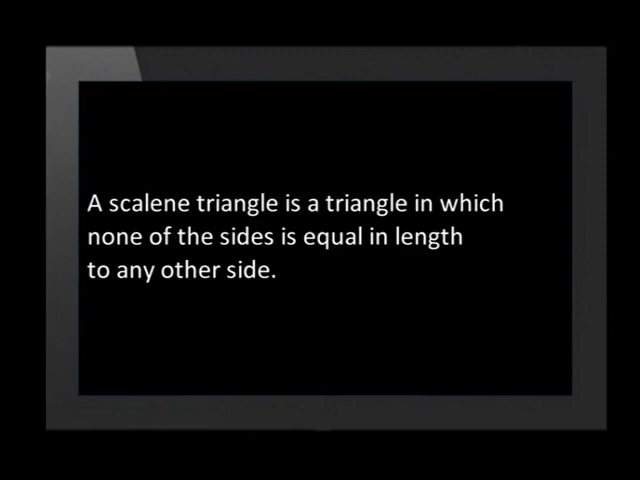 A scalene triangle is a triangle in which
none of the sides is equal in length
to any other side.